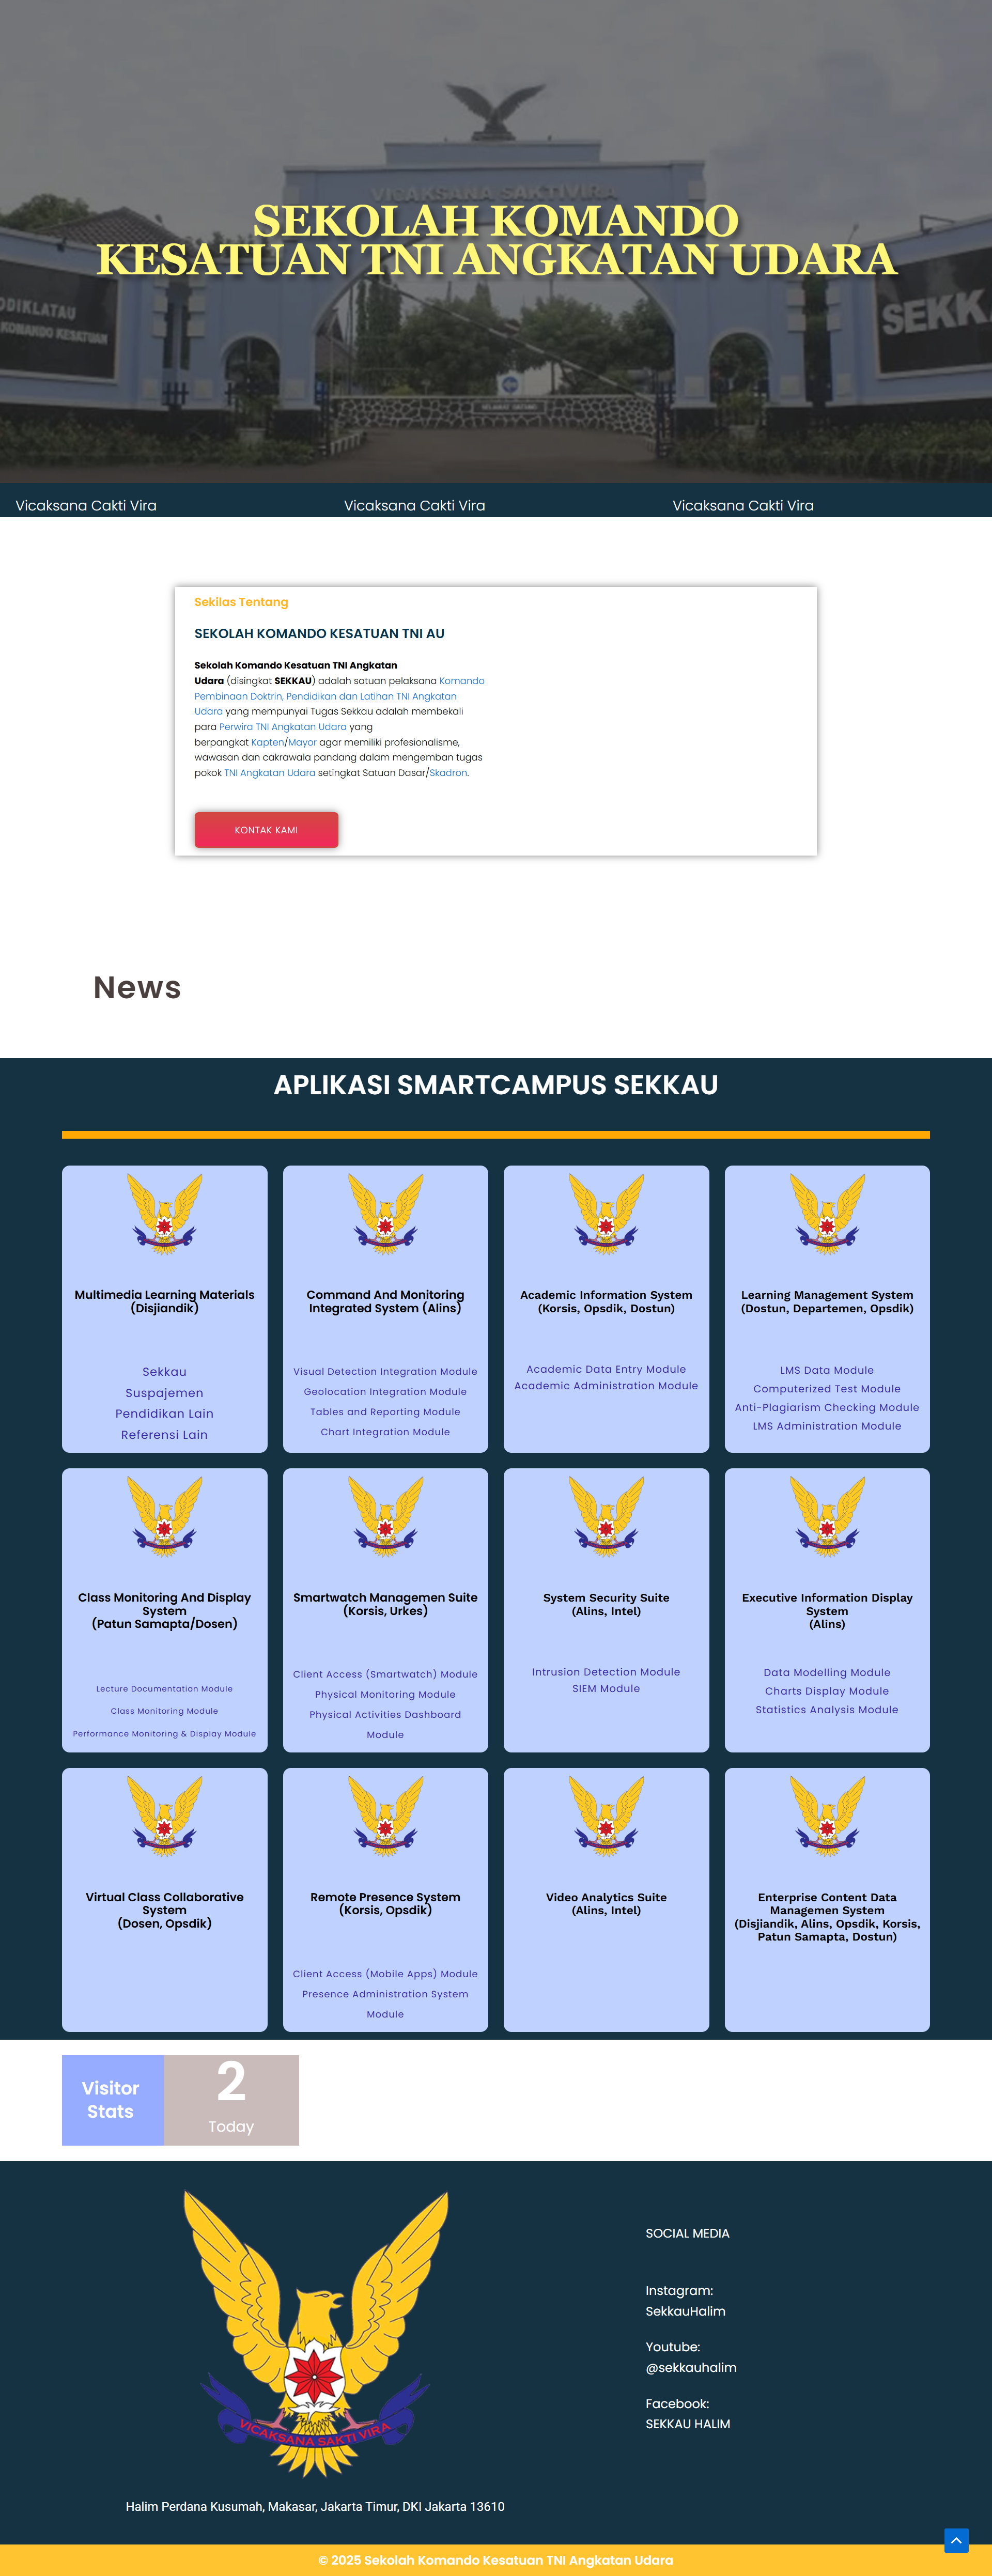 VICAKSANA SAKTIVIRA
SEKOLAH KOMANDO
KESATUAN TNI ANGKATAN UDARA
ODIKLATAU
KOMANDO KESATUAN
SEKK
SELAMAT DATANG
Vicaksana Cakti Vira Vicaksana Cakti Vira Vicaksana Cakti Vira
Sekilas Tentang
SEKOLAH KOMANDO KESATUAN TNI AU
Sekolah Komando Kesatuan TNI Angkatan
Udara (disingkat SEKKAU) adalah satuan pelaksana Komando
Pembinaan Doktrin, Pendidikan dan Latihan TNI Angkatan
Udara yang mempunyai Tugas Sekkau adalah membekali
para Perwira TNI Angkatan Udara yang
berpangkat Kapten/Mayor agar memiliki profesionalisme,
wawasan dan cakrawala pandang dalam mengemban tugas
pokok TNI Angkatan Udara setingkat Satuan Dasar/Skadron.
KONTAK KAMI
News
APLIKASI SMARTCAMPUS SEKKAU
Multimedia Learning Materials
(Disjiandik)
Sekkau
Suspajemen
Pendidikan Lain
Referensi Lain
Command And Monitoring
Integrated System (Alins)
Visual Detection Integration Module
Geolocation Integration Module
Tables and Reporting Module
Chart Integration Module
Academic Information System
(Korsis, Opsdik, Dostun)
Academic Data Entry Module
Academic Administration Module
Learning Management System
(Dostun, Departemen, Opsdik)
LMS Data Module
Computerized Test Module
Anti-Plagiarism Checking Module
LMS Administration Module
Class Monitoring And Display
System
(Patun Samapta/Dosen)
Lecture Documentation Module
Class Monitoring Module
Performance Monitoring & Display Module
Smartwatch Managemen Suite
(Korsis, Urkes)
Client Access (Smartwatch) Module
Physical Monitoring Module
Physical Activities Dashboard
Module
System Security Suite
(Alins, Intel)
Intrusion Detection Module
SIEM Module
Executive Information Display
System
(Alins)
Data Modelling Module
Charts Display Module
Statistics Analysis Module
Virtual Class Collaborative
System
(Dosen, Opsdik)
Remote Presence System
(Korsis, Opsdik)
Client Access (Mobile Apps) Module
Presence Administration System
Module
Video Analytics Suite
(Alins, Intel)
Enterprise Content Data
Managemen System
(Disjiandik, Alins, Opsdik, Korsis,
Patun Samapta, Dostun)
Visitor
Stats
2
Today
VICAKSANA SAKTI VIRA
Halim Perdana Kusumah, Makasar, Jakarta Timur, DKI Jakarta 13610
SOCIAL MEDIA
Instagram:
SekkauHalim
Youtube:
@sekkauhalim
Facebook:
SEKKAU HALIM
© 2025 Sekolah Komando Kesatuan TNI Angkatan Udara